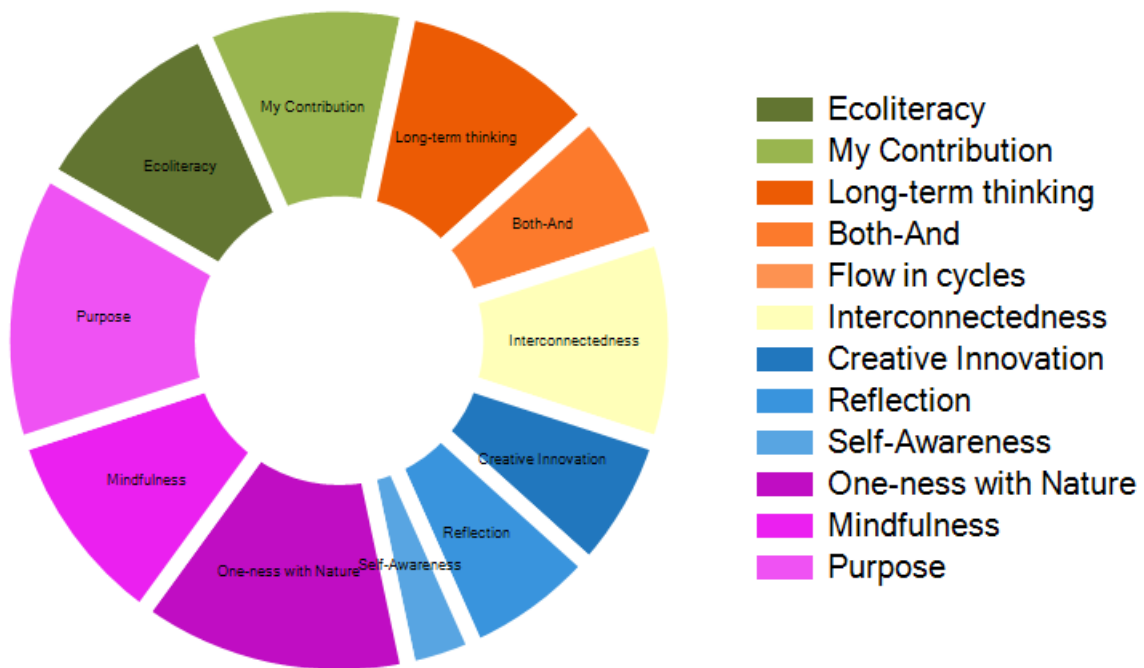 My Contribution
Long-term thinking
Ecoliteracy
Both-And
Purpose
Interconnectedness
Creative Innovation
Mindfulness
Reflection
Self-Awareness
One-ness with Nature
Ecoliteracy
My Contribution
Long-term thinking
Both-And
Flow in cycles
Interconnectedness
Creative Innovation
Reflection
Self-Awareness
One-ness with Nature
Mindfulness
Purpose